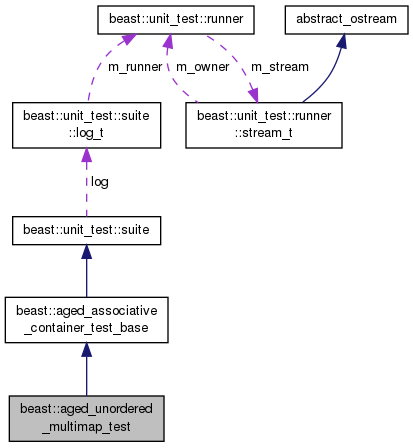 beast::unit_test::runner
abstract_ostream
m_runner
m_owner
m_stream
beast::unit_test::suite
::log_t
beast::unit_test::runner
::stream_t
log
beast::unit_test::suite
beast::aged_associative
_container_test_base
beast::aged_unordered
_multimap_test